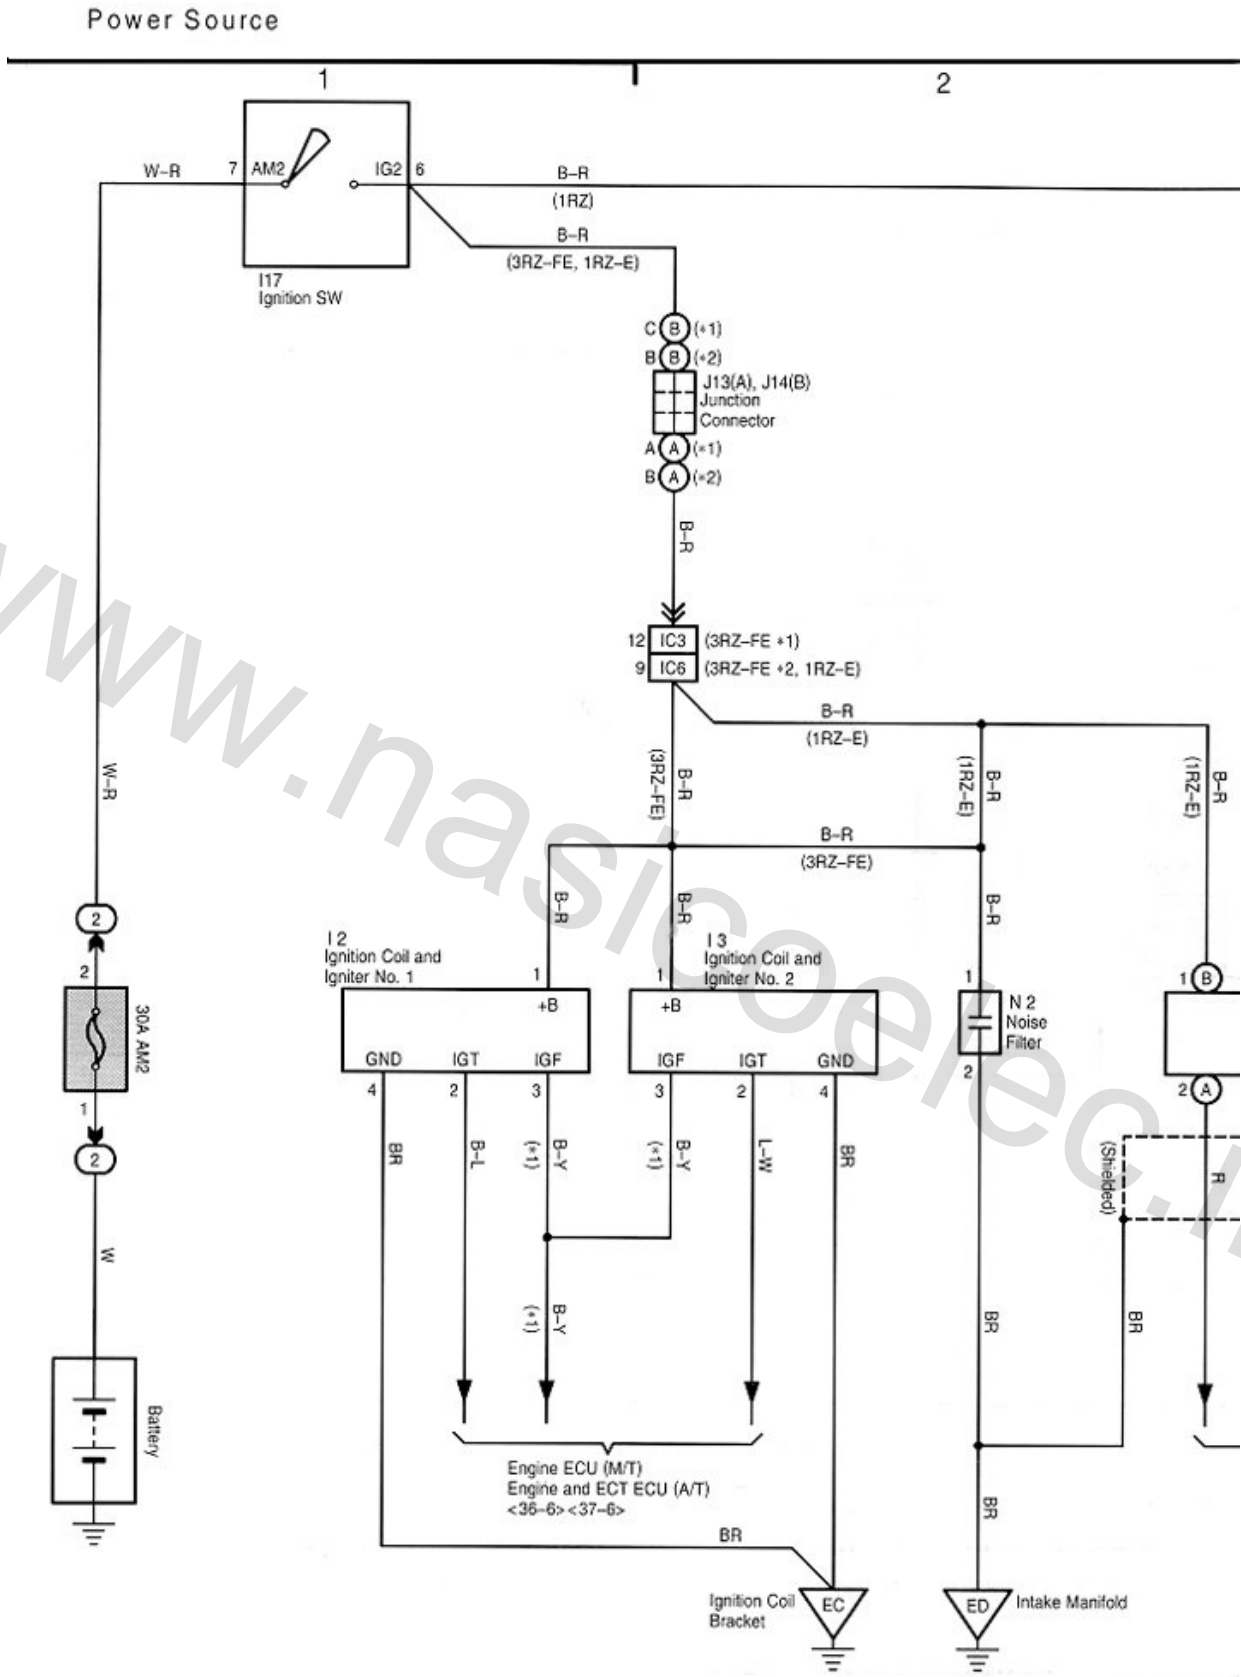 Power Source
1
2
W-R
7
AM2
IG2
6
B-R
(1RZ)
B-R
(3RZ-FE, 1RZ-E)
I17
Ignition SW
C B (*1)
B B (*2)
J13(A), J14(B)
Junction
Connector
A A (*1)
B A (*2)
B-R
12 IC3 (3RZ-FE *1)
9 IC6 (3RZ-FE *2, 1RZ-E)
B-R
(1RZ-E)
W-R
(3RZ-FE)
B-R
(1RZ-E)
B-R
(1RZ-E)
B-R
B-R
(3RZ-FE)
B-R
B-R
B-R
2
2
30A AM2
1
2
I 2
Ignition Coil and
Igniter No. 1
1
+B
GND
IGT
IGF
4
2
3
I 3
Ignition Coil and
Igniter No. 2
1
+B
IGF
IGT
GND
3
2
4
1
N 2
Noise
Filter
2
1 B
2 A
BR
B-L
(*1)
B-Y
(*1)
B-Y
L-W
BR
(Shielded)
R
W
(*1)
B-Y
BR
BR
Battery
Engine ECU (M/T)
Engine and ECT ECU (A/T)
<36-6><37-6>
BR
BR
Ignition Coil
Bracket
EC
ED
Intake Manifold
www.nasicoelec.i